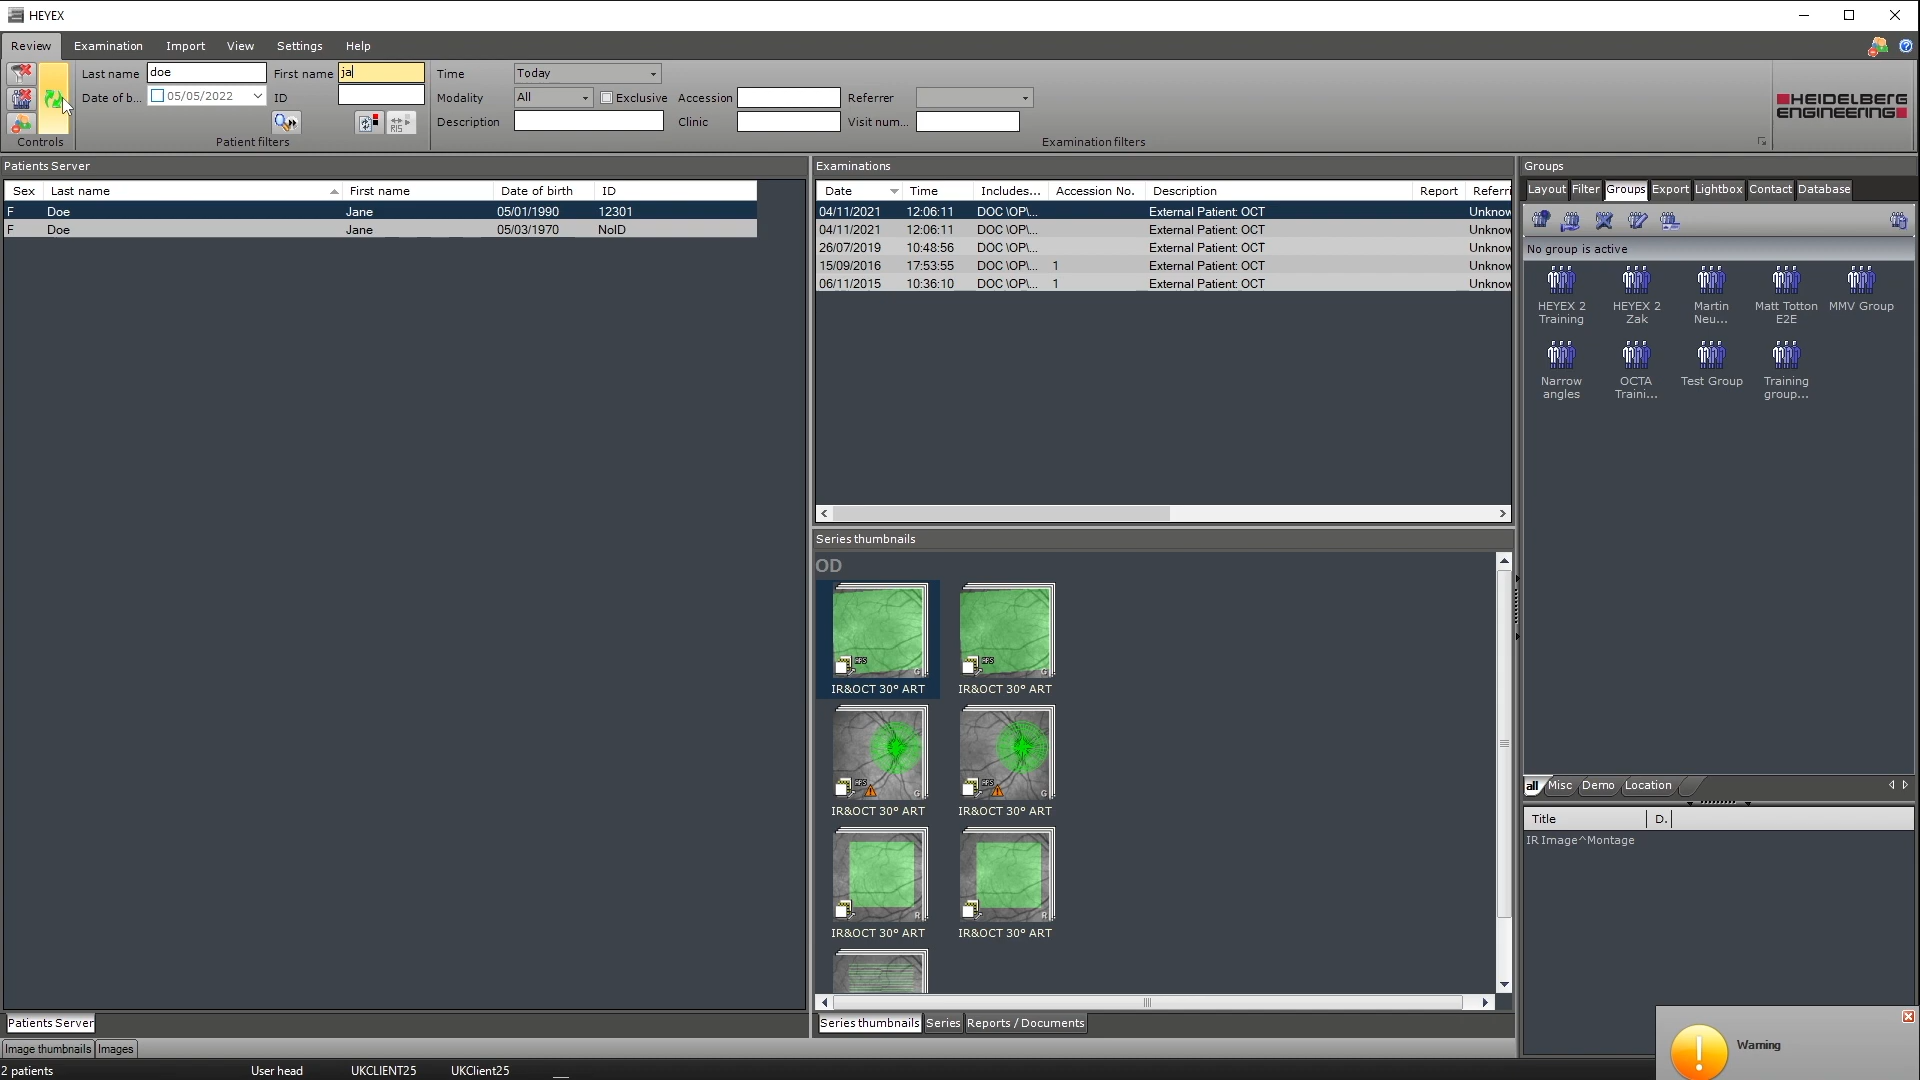 HEYEX
Review Examination Import View Settings Help
Last name doe First name ja Time Today
Date of b... 05/05/2022 ID Modality All Exclusive Accession Referrer
Description Clinic Visit num...
RIS
Controls Patient filters Examination filters
HEIDELBERG
ENGINEERING
Patients Server
Sex Last name First name Date of birth ID
F Doe Jane 05/01/1990 12301
F Doe Jane 05/03/1970 NoID
Examinations
Date Time Includes... Accession No. Description Report Referri
04/11/2021 12:06:11 DOC \OP\... External Patient: OCT Unknow
04/11/2021 12:06:11 DOC \OP\... External Patient: OCT Unknow
26/07/2019 10:48:56 DOC \OP\... External Patient: OCT Unknow
15/09/2016 17:53:55 DOC \OP\... 1 External Patient: OCT Unknow
06/11/2015 10:36:10 DOC \OP\... 1 External Patient: OCT Unknow
Series thumbnails
OD
ARS G ARS G
IR&OCT 30° ART IR&OCT 30° ART
ARS G ARS G
IR&OCT 30° ART IR&OCT 30° ART
R R
IR&OCT 30° ART IR&OCT 30° ART
Series thumbnails Series Reports / Documents
Groups
Layout Filter Groups Export Lightbox Contact Database
No group is active
HEYEX 2 Training
HEYEX 2 Zak
Martin Neu...
Matt Totton E2E
MMV Group
Narrow angles
OCTA Traini...
Test Group
Training group...
all Misc Demo Location
Title D.
IR Image^Montage
Warning
Patients Server
Image thumbnails Images
2 patients User head UKCLIENT25 UKClient25